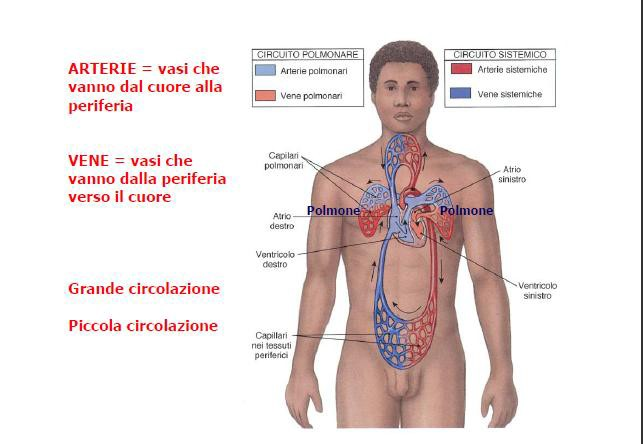 ARTERIE = vasi che
vanno dal cuore alla
periferia
VENE = vasi che
vanno dalla periferia
verso il cuore
Grande circolazione
Piccola circolazione
CIRCUITO POLMONARE
Arterie polmonari
Vene polmonari
CIRCUITO SISTEMICO
Arterie sistemiche
Vene sistemiche
Capilari
polmonari
Atrio
sinistro
Polmone
Polmone
Atrio
destro
Ventricolo
destro
Ventricolo
sinistro
Capillari
nei tessuti
periferici